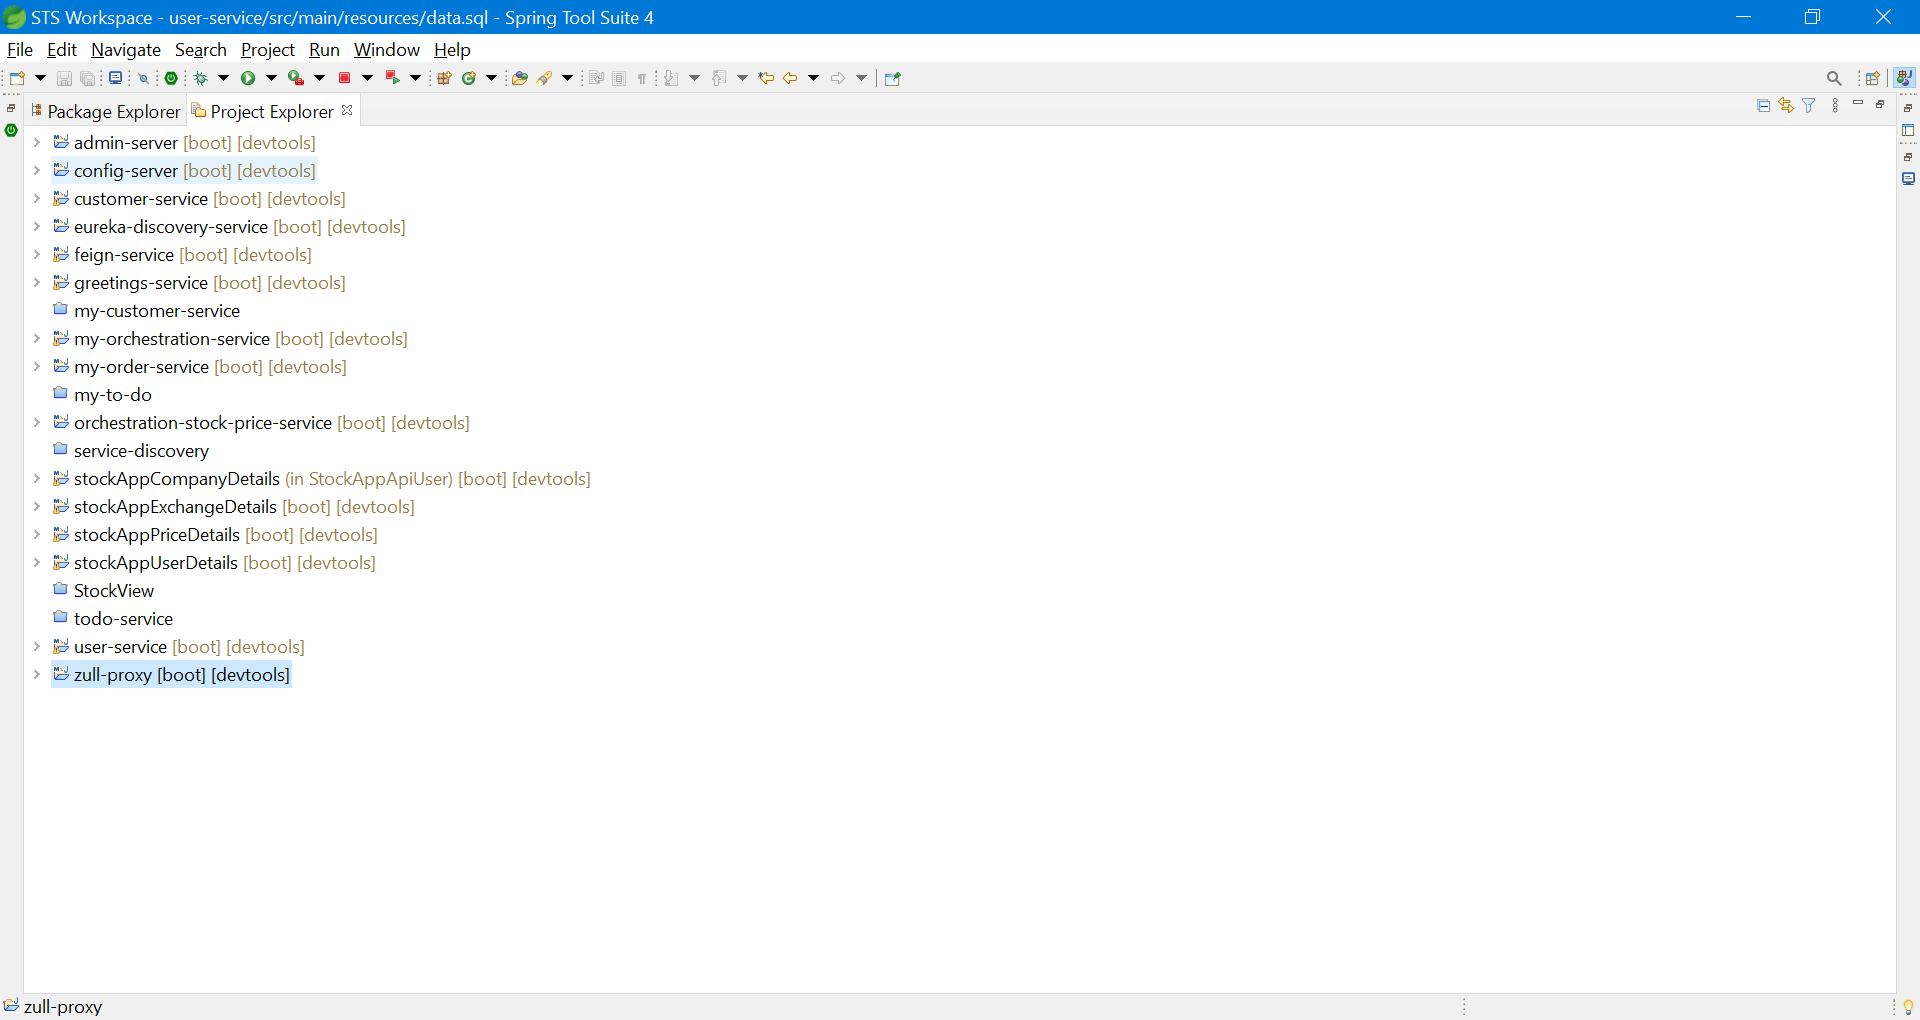 STS Workspace - user-service/src/main/resources/data.sql - Spring Tool Suite 4
File Edit Navigate Search Project Run Window Help
Package Explorer Project Explorer
admin-server [boot] [devtools]
config-server [boot] [devtools]
customer-service [boot] [devtools]
eureka-discovery-service [boot] [devtools]
feign-service [boot] [devtools]
greetings-service [boot] [devtools]
my-customer-service
my-orchestration-service [boot] [devtools]
my-order-service [boot] [devtools]
my-to-do
orchestration-stock-price-service [boot] [devtools]
service-discovery
stockAppCompanyDetails (in StockAppApiUser) [boot] [devtools]
stockAppExchangeDetails [boot] [devtools]
stockAppPriceDetails [boot] [devtools]
stockAppUserDetails [boot] [devtools]
StockView
todo-service
user-service [boot] [devtools]
zull-proxy [boot] [devtools]
zull-proxy